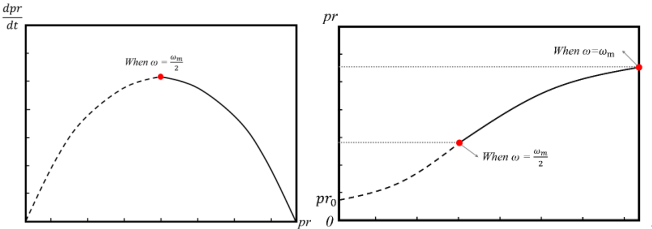 dpr/dt
When ω = ωm/2
pr
pr
When ω=ωm
When ω = ωm/2
pr0
0